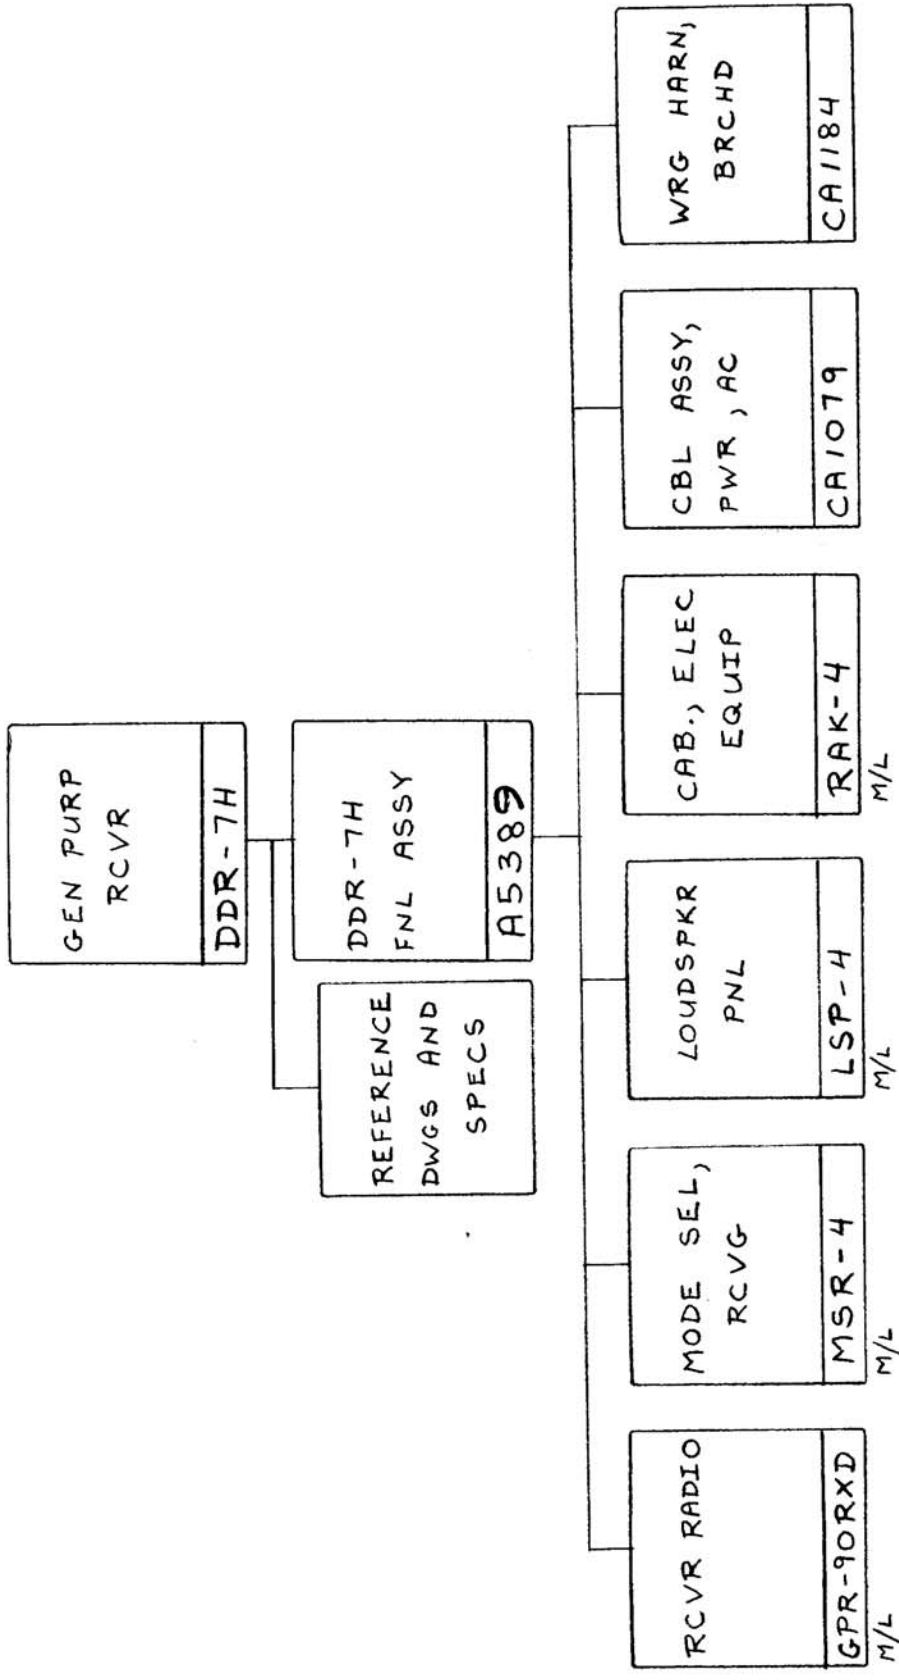 GEN PURP
RCVR
DDR-7H
REFERENCE
DWGS AND
SPECS
DDR-7H
FNL ASSY
A5389
RCVR RADIO
GPR-90RXD
M/L
MODE SEL,
RCVG
MSR-4
M/L
LOUDSPKR
PNL
LSP-4
M/L
CAB., ELEC
EQUIP
RAK-4
M/L
CBL ASSY,
PWR, AC
CA1079
WRG HARN,
BRCHD
CA1184